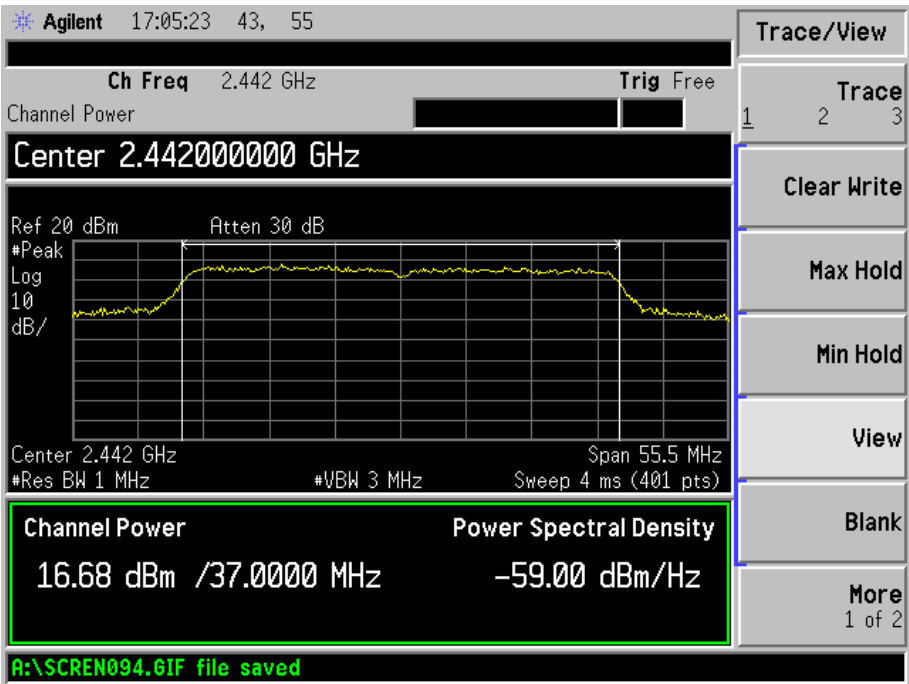 Agilent 17:05:23 43, 55
Trace/View
Ch Freq 2.442 GHz Trig Free
Channel Power
Trace
1 2 3
Center 2.442000000 GHz
Clear Write
Ref 20 dBm Atten 30 dB
#Peak
Log
10
dB/
Max Hold
Min Hold
View
Center 2.442 GHz Span 55.5 MHz
#Res BW 1 MHz #VBW 3 MHz Sweep 4 ms (401 pts)
Channel Power Power Spectral Density
16.68 dBm /37.0000 MHz -59.00 dBm/Hz
Blank
More
1 of 2
A:\SCREN094.GIF file saved